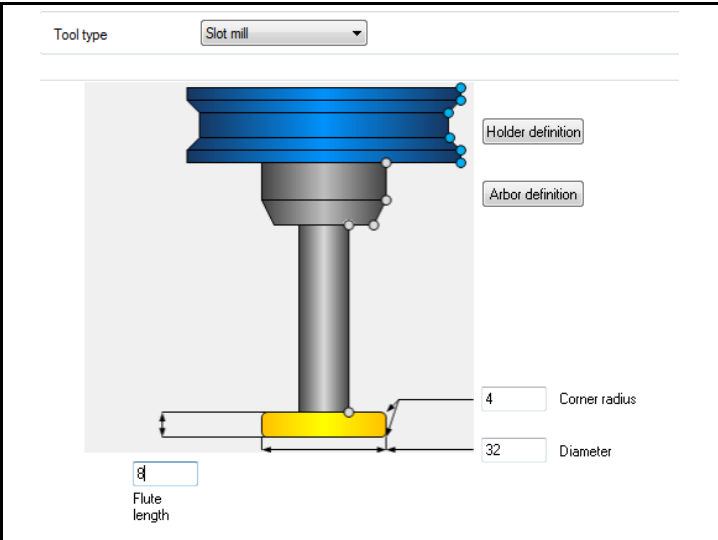 Tool type
Slot mill
Holder definition
Arbor definition
4
Corner radius
32
Diameter
8
Flute
length